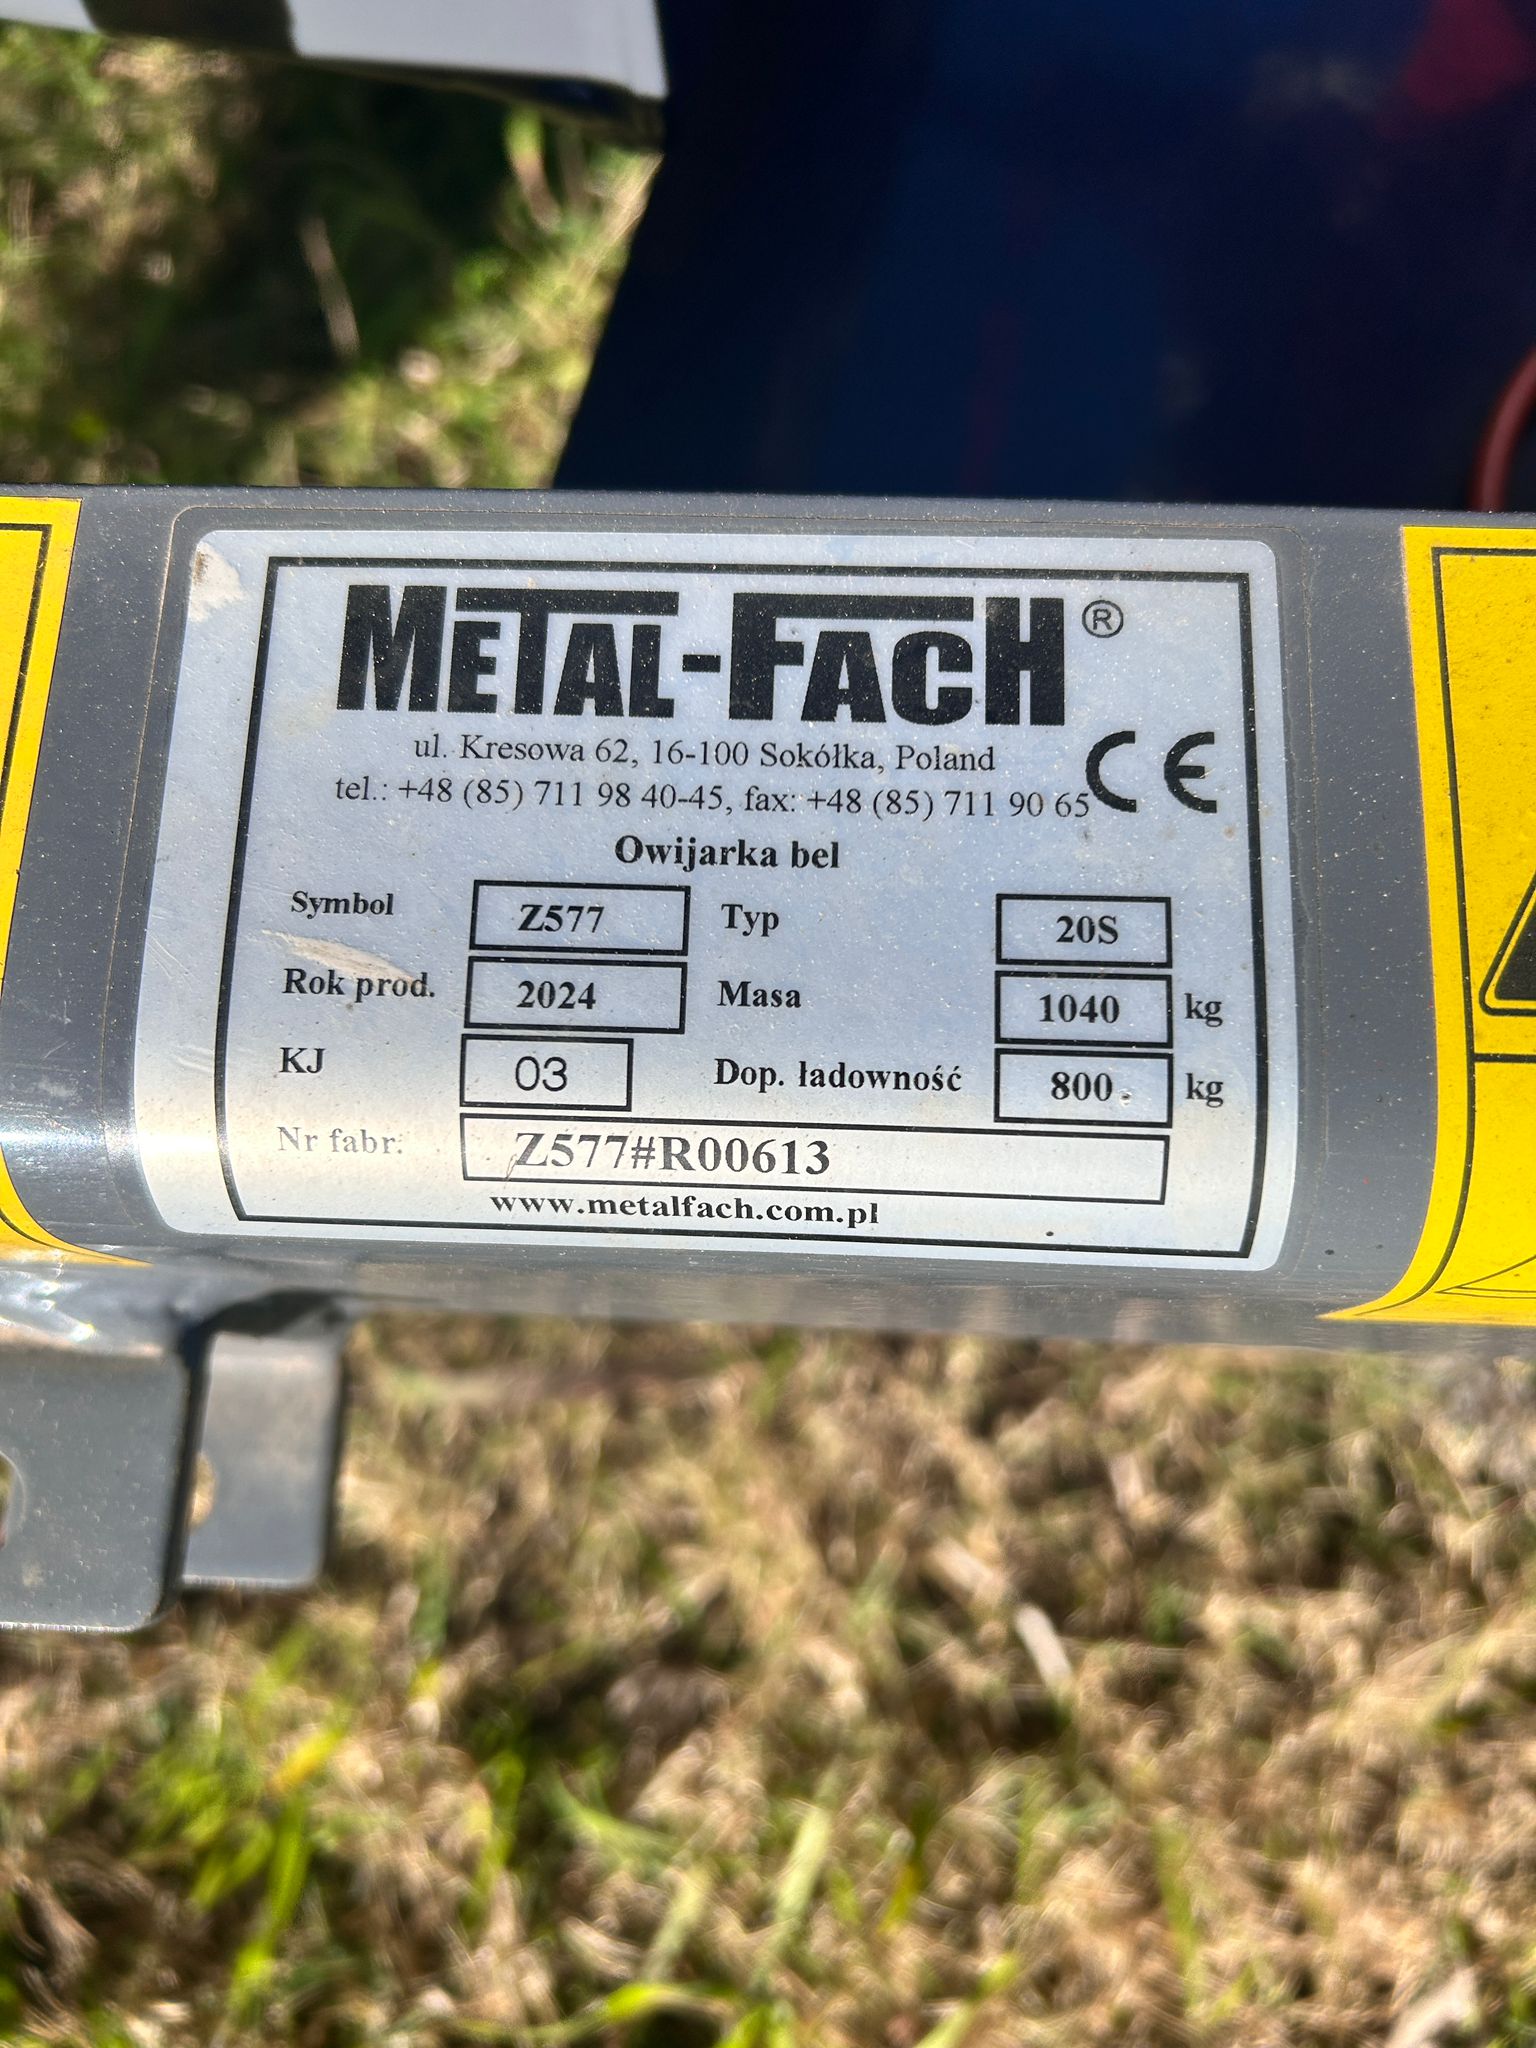 METAL-FACH®
ul. Kresowa 62, 16-100 Sokółka, Poland
tel.: +48 (85) 711 98 40-45, fax: +48 (85) 711 90 65
CE
Owijarka bel
Symbol Z577 Typ 20S
Rok prod. 2024 Masa 1040 kg
KJ 03 Dop. ładowność 800 kg
Nr fabr. Z577#R00613
www.metalfach.com.pl